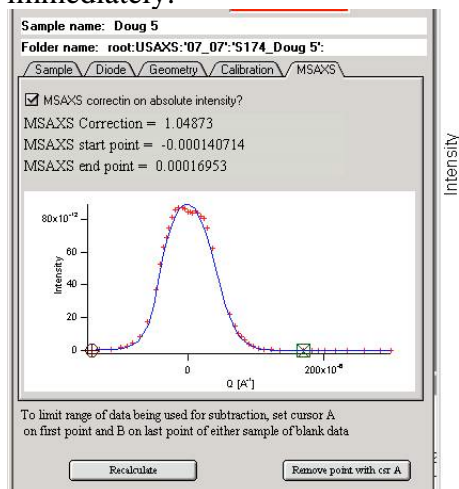 immediately.
Sample name: Doug 5
Folder name: root:USAXS:'07_07':'S174_Doug 5':
Sample Diode Geometry Calibration MSAXS
MSAXS correctin on absolute intensity?
MSAXS Correction = 1.04873
MSAXS start point = -0.000140714
MSAXS end point = 0.00016953
Intensity
80x10⁻¹²
60
40
20
0
Intensity
0
200x10⁻⁶
Q [A⁻¹]
To limit range of data being used for subtraction, set cursor A
on first point and B on last point of either sample of blank data
Recalculate Remove point with csr A